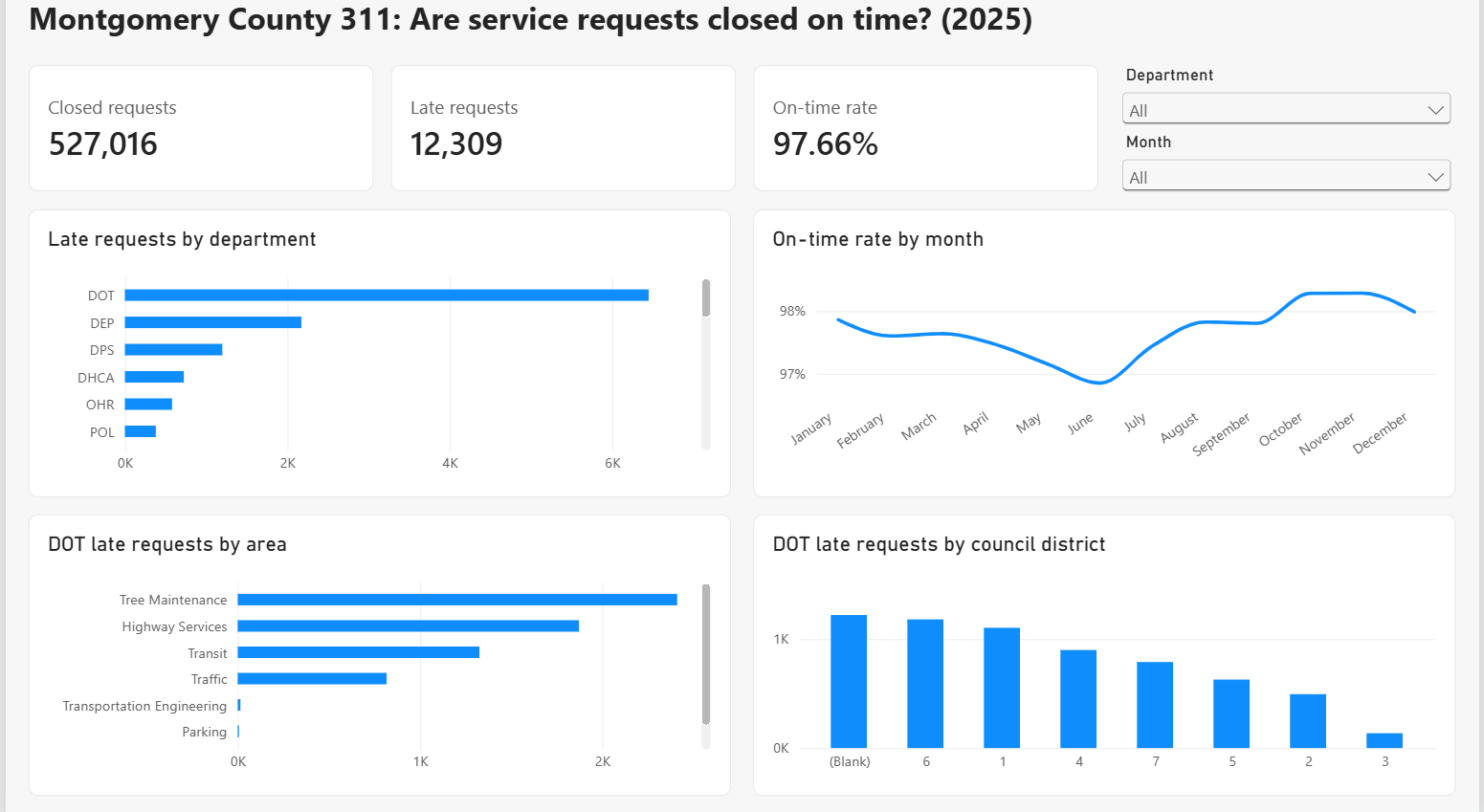 Montgomery County 311: Are service requests closed on time? (2025)
Closed requests
527,016
Late requests
12,309
On-time rate
97.66%
Department
All
Month
All
Late requests by department
DOT
DEP
DPS
DHCA
OHR
POL
0K 2K 4K 6K
On-time rate by month
98%
97%
January February March April May June July August September October November December
DOT late requests by area
Tree Maintenance
Highway Services
Transit
Traffic
Transportation Engineering
Parking
0K 1K 2K
DOT late requests by council district
1K
0K
(Blank) 6 1 4 7 5 2 3